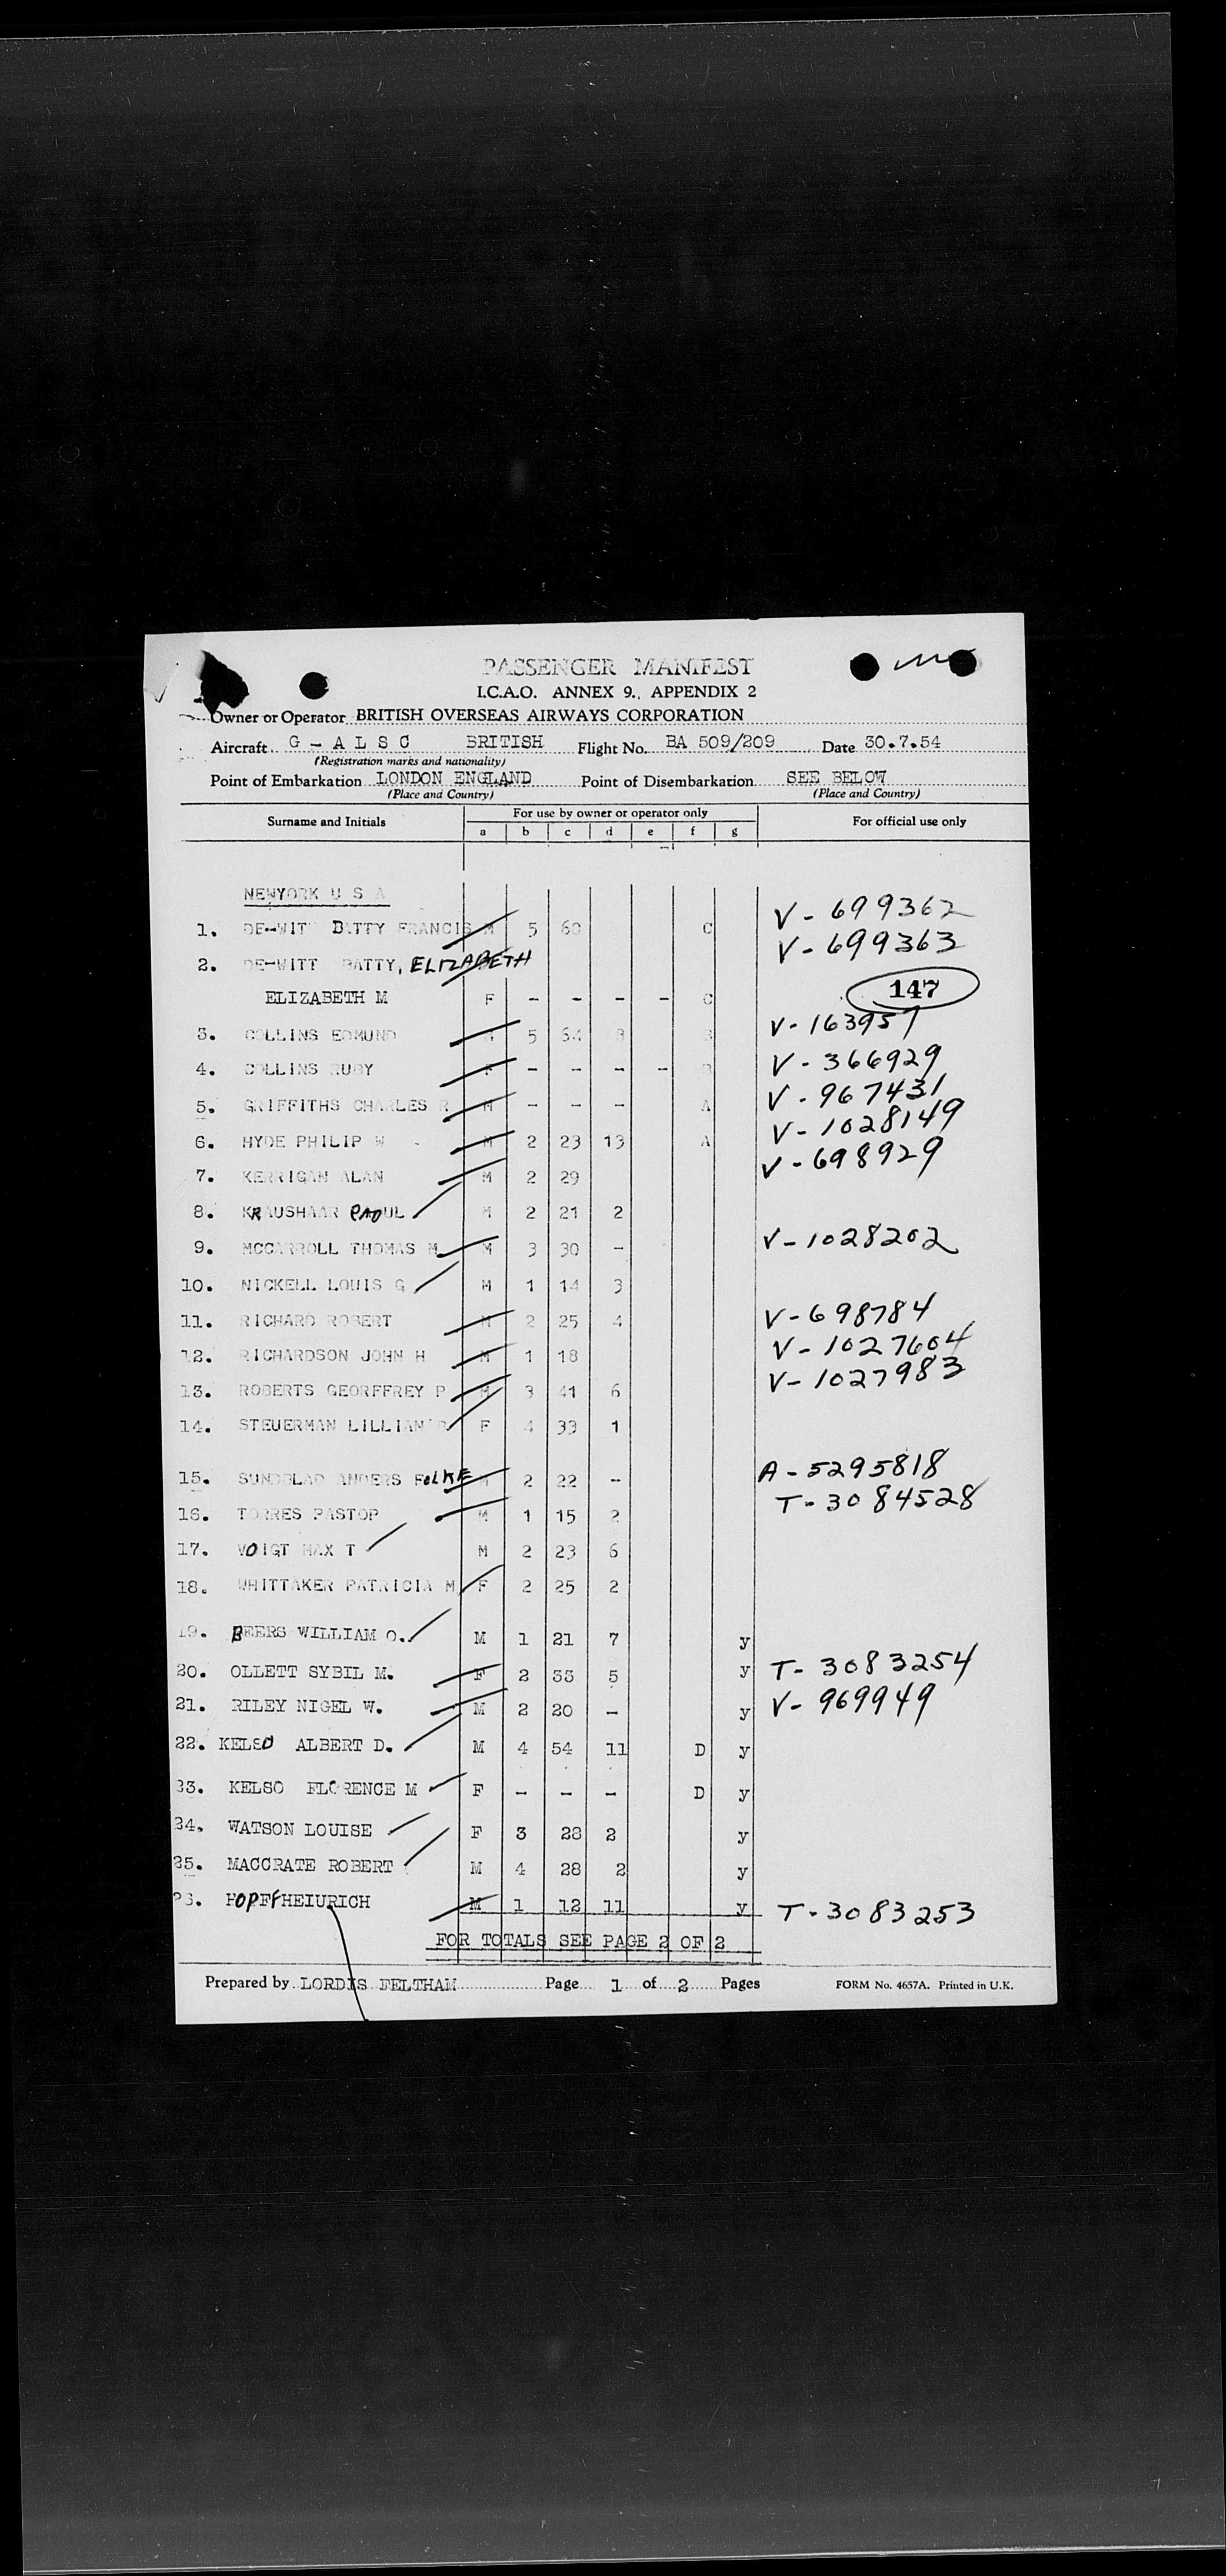 PASSENGER MANIFEST
I.C.A.O. ANNEX 9., APPENDIX 2
Owner or Operator BRITISH OVERSEAS AIRWAYS CORPORATION
Aircraft G - A L S C BRITISH Flight No. BA 509/209 Date 30.7.54
(Registration marks and nationality)
Point of Embarkation LONDON ENGLAND Point of Disembarkation SEE BELOW
(Place and Country) (Place and Country)
Surname and Initials For use by owner or operator only For official use only
a b c d e f g
NEWYORK U S A
1. DE-WITT BATTY FRANCIS M 5 60 C V - 699362
2. DE-WITT BATTY, ELIZABETH V - 699363
ELIZABETH M F - - - - C 147
3. COLLINS EDMUND 5 64 8 B V - 163957
4. COLLINS RUBY F - - - - B V - 366929
5. GRIFFITHS CHARLES R M - - - A V - 967431
6. HYDE PHILIP W M 2 23 13 A V - 1028149
7. KERRIGAN ALAN M 2 29 V - 698929
8. KRAUSHAAR RAOUL M 2 21 2
9. MCCARROLL THOMAS M M 3 30 - V - 1028202
10. NICKELL LOUIS G M 1 14 3
11. RICHARD ROBERT M 2 25 4 V - 698784
12. RICHARDSON JOHN H M 1 18 V - 1027604
13. ROBERTS GEORFFREY P M 3 41 6 V - 1027983
14. STEUERMAN LILLIAN F 4 33 1
15. SUNDBLAD ANDERS FOLKE 2 22 - A - 5295818
16. TORRES PASTOP M 1 15 2 T - 3084528
17. VOIGT MAX T M 2 23 6
18. WHITTAKER PATRICIA M F 2 25 2
19. BEERS WILLIAM O. M 1 21 7 y
20. OLLETT SYBIL M. F 2 33 5 y T - 3083254
21. RILEY NIGEL W. M 2 20 - y V - 969949
22. KELSO ALBERT D. M 4 54 11 D y
23. KELSO FLORENCE M F - - - D y
24. WATSON LOUISE F 3 28 2 y
25. MACCRATE ROBERT M 4 28 2 y
26. HOPFFHEIURICH M 1 12 11 y T - 3083253
FOR TOTALS SEE PAGE 2 OF 2
Prepared by LORDIS FELTHAM Page 1 of 2 Pages FORM No. 4657A. Printed in U.K.